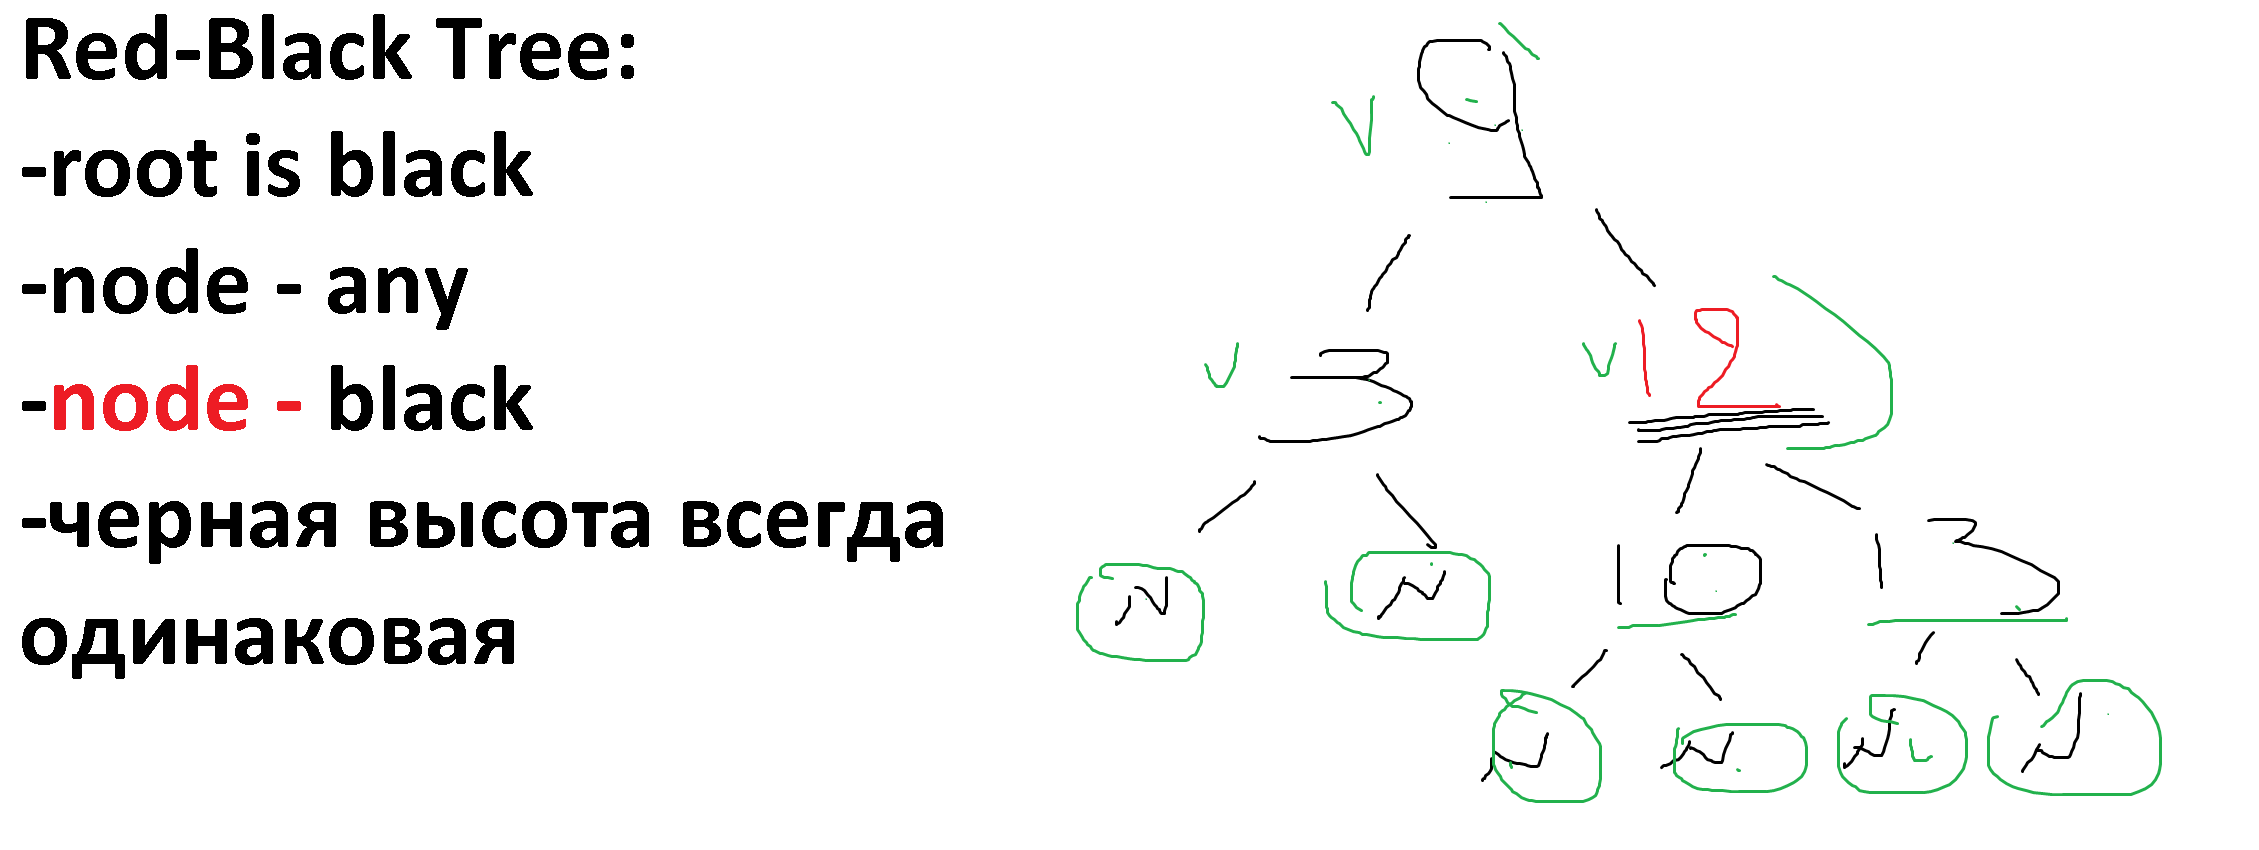 Red-Black Tree:
-root is black
-node - any
-node - black
-черная высота всегда
одинаковая
9
V
3
V
12
V
N
N
10
13
N
N
N
N